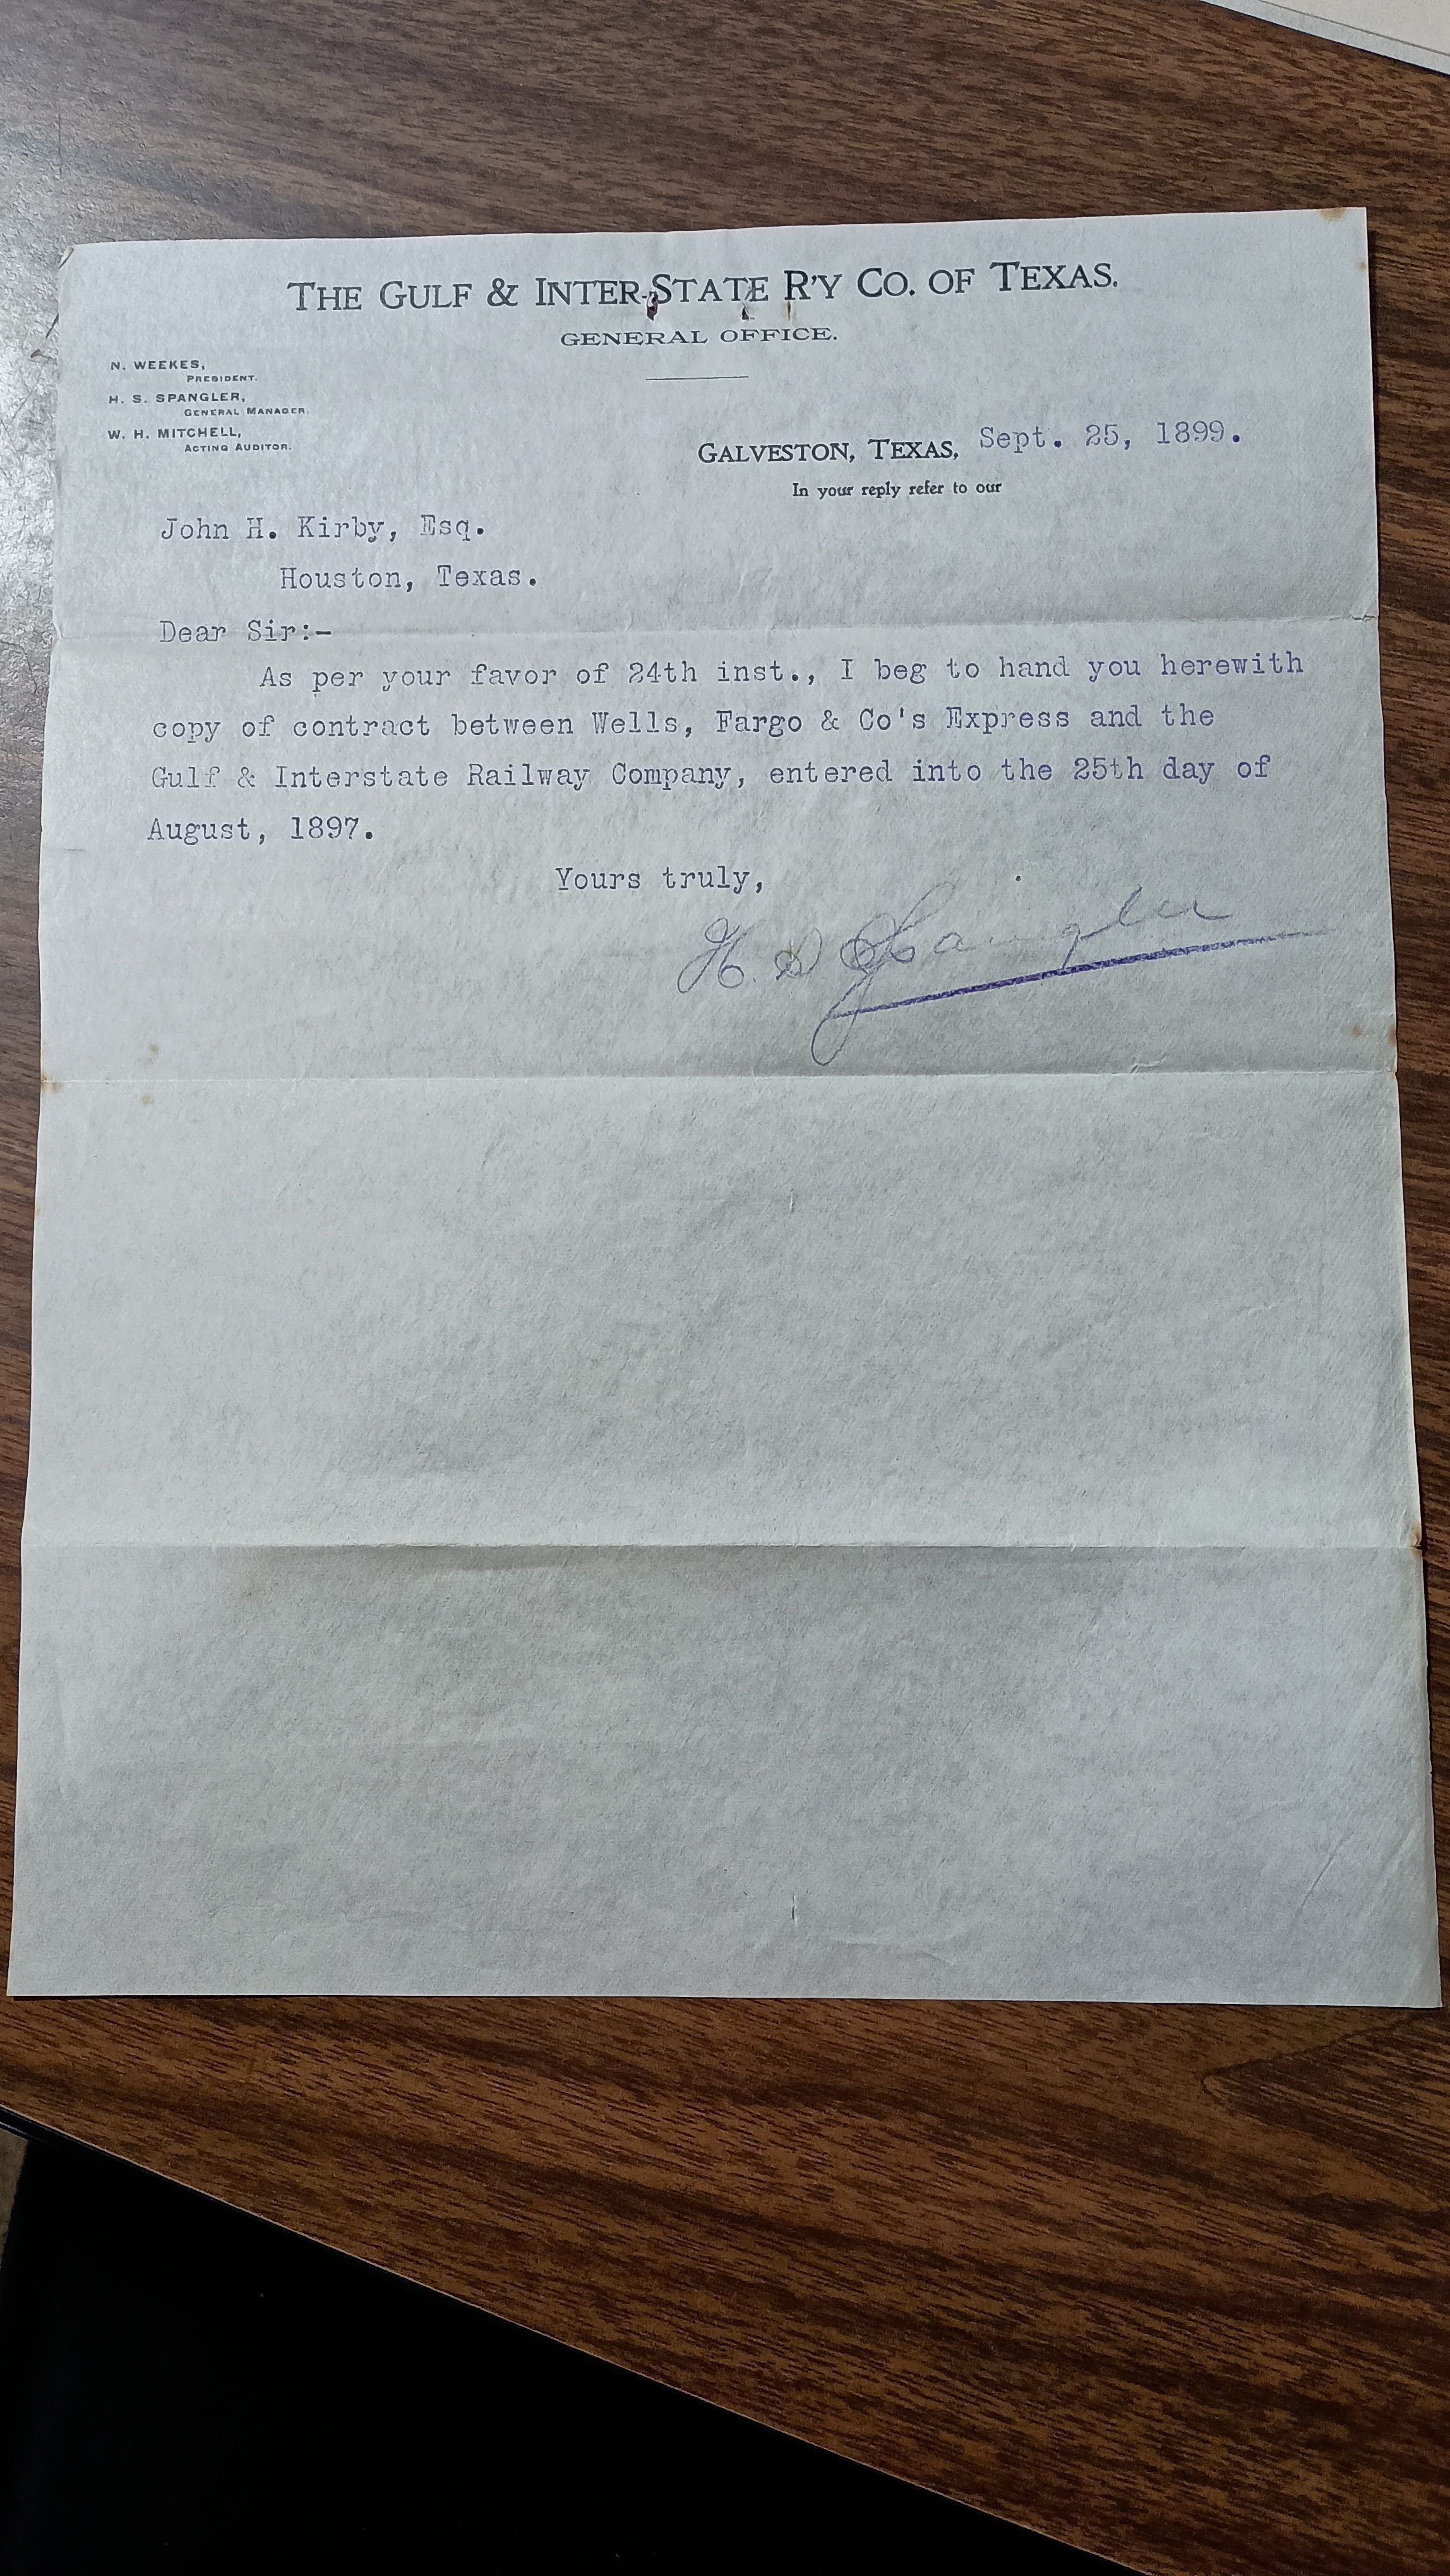 THE GULF & INTER-STATE R'Y CO. OF TEXAS.
GENERAL OFFICE.
N. WEEKES,
PRESIDENT.
H. S. SPANGLER,
GENERAL MANAGER.
W. H. MITCHELL,
ACTING AUDITOR.
GALVESTON, TEXAS, Sept. 25, 1899.
In your reply refer to our
John H. Kirby, Esq.
Houston, Texas.
Dear Sir:-
As per your favor of 24th inst., I beg to hand you herewith
copy of contract between Wells, Fargo & Co's Express and the
Gulf & Interstate Railway Company, entered into the 25th day of
August, 1897.
Yours truly,
H. S. Spangler